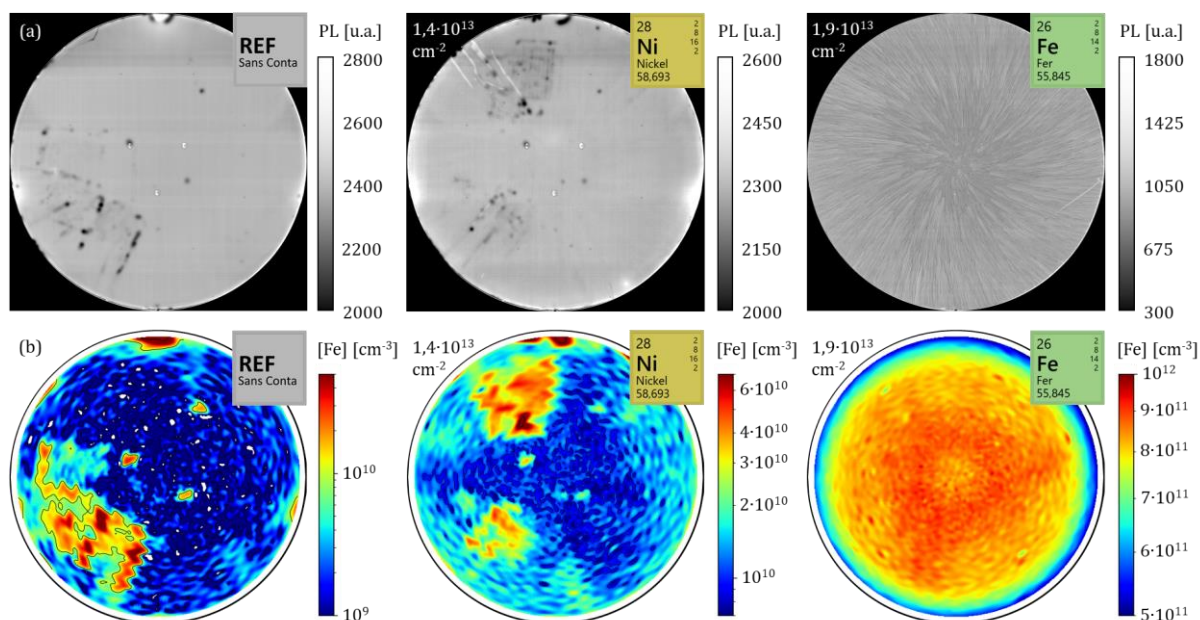 (a)
REF
Sans Conta
PL [u.a.]
2800
2600
2400
2200
2000
1,4·10¹³
cm⁻²
28
Ni
Nickel
58,693
2
8
16
2
PL [u.a.]
2600
2450
2300
2150
2000
1,9·10¹³
cm⁻²
26
Fe
Fer
55,845
2
8
14
2
PL [u.a.]
1800
1425
1050
675
300
(b)
REF
Sans Conta
[Fe] [cm⁻³]
10¹⁰
10⁹
1,4·10¹³
cm⁻²
28
Ni
Nickel
58,693
2
8
16
2
[Fe] [cm⁻³]
6·10¹⁰
4·10¹⁰
3·10¹⁰
2·10¹⁰
10¹⁰
1,9·10¹³
cm⁻²
26
Fe
Fer
55,845
2
8
14
2
[Fe] [cm⁻³]
10¹²
9·10¹¹
8·10¹¹
7·10¹¹
6·10¹¹
5·10¹¹